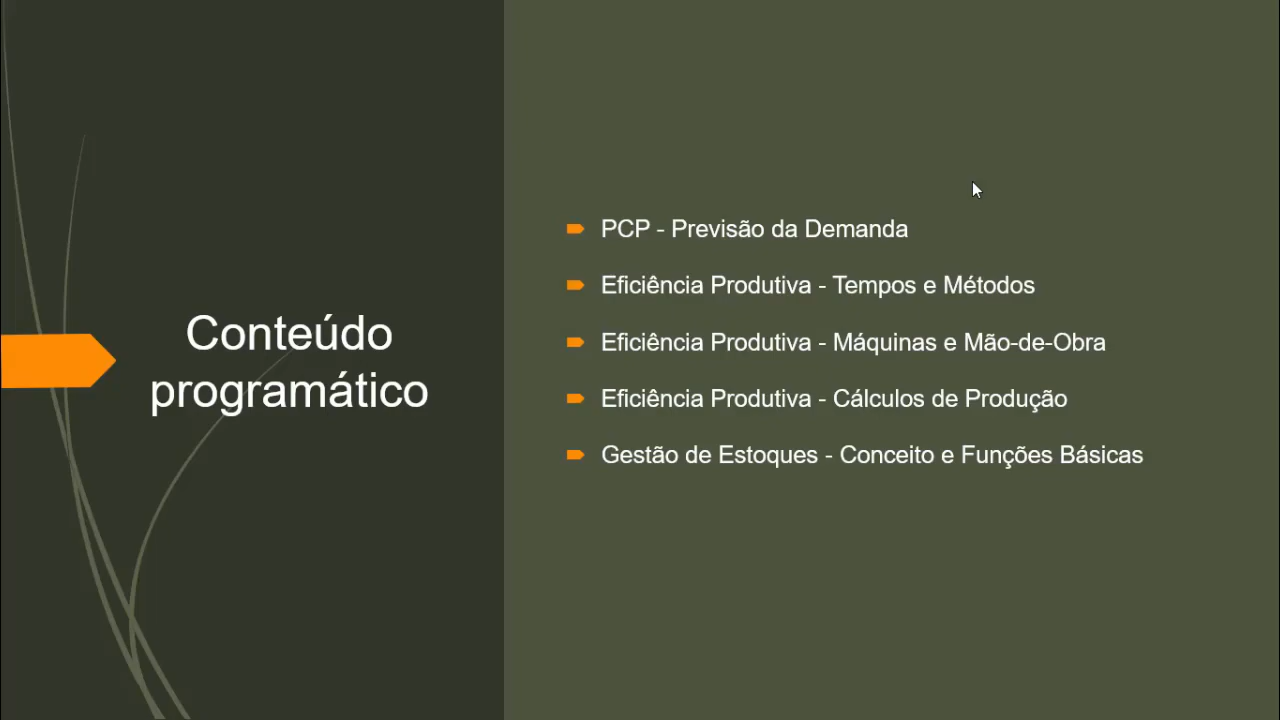 Conteúdo
programático
PCP - Previsão da Demanda
Eficiência Produtiva - Tempos e Métodos
Eficiência Produtiva - Máquinas e Mão-de-Obra
Eficiência Produtiva - Cálculos de Produção
Gestão de Estoques - Conceito e Funções Básicas